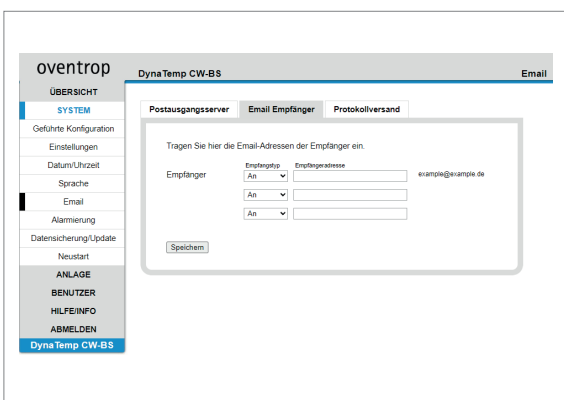 oventrop
DynaTemp CW-BS
Email
ÜBERSICHT
SYSTEM
Geführte Konfiguration
Einstellungen
Datum/Uhrzeit
Sprache
Email
Alarmierung
Datensicherung/Update
Neustart
ANLAGE
BENUTZER
HILFE/INFO
ABMELDEN
DynaTemp CW-BS
Postausgangsserver Email Empfänger Protokollversand
Tragen Sie hier die Email-Adressen der Empfänger ein.
Empfangstyp Empfängeradresse
Empfänger An example@example.de
An
An
Speichern